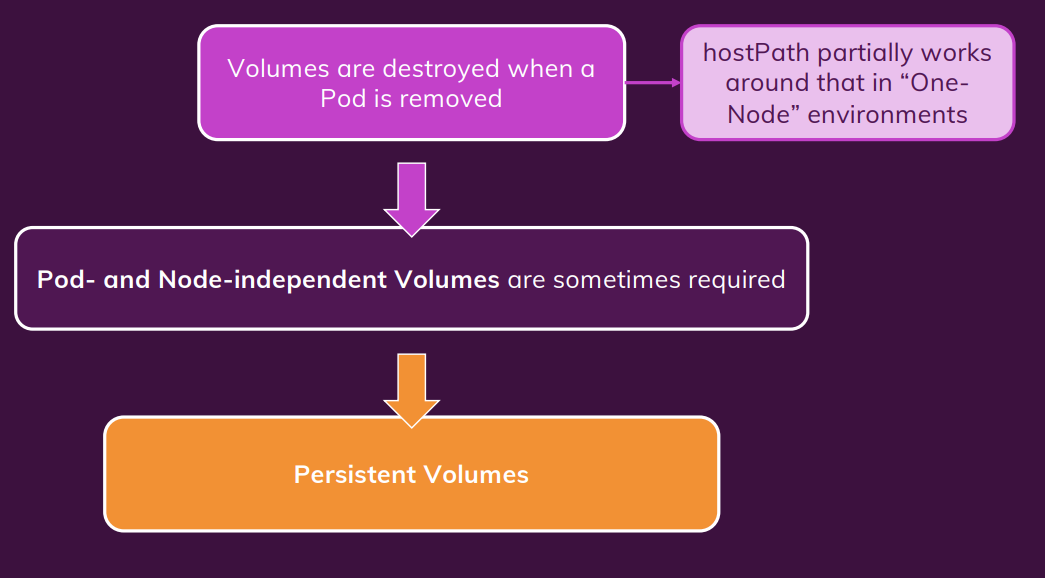 Volumes are destroyed when a
Pod is removed
hostPath partially works
around that in “One-
Node” environments
Pod- and Node-independent Volumes are sometimes required
Persistent Volumes